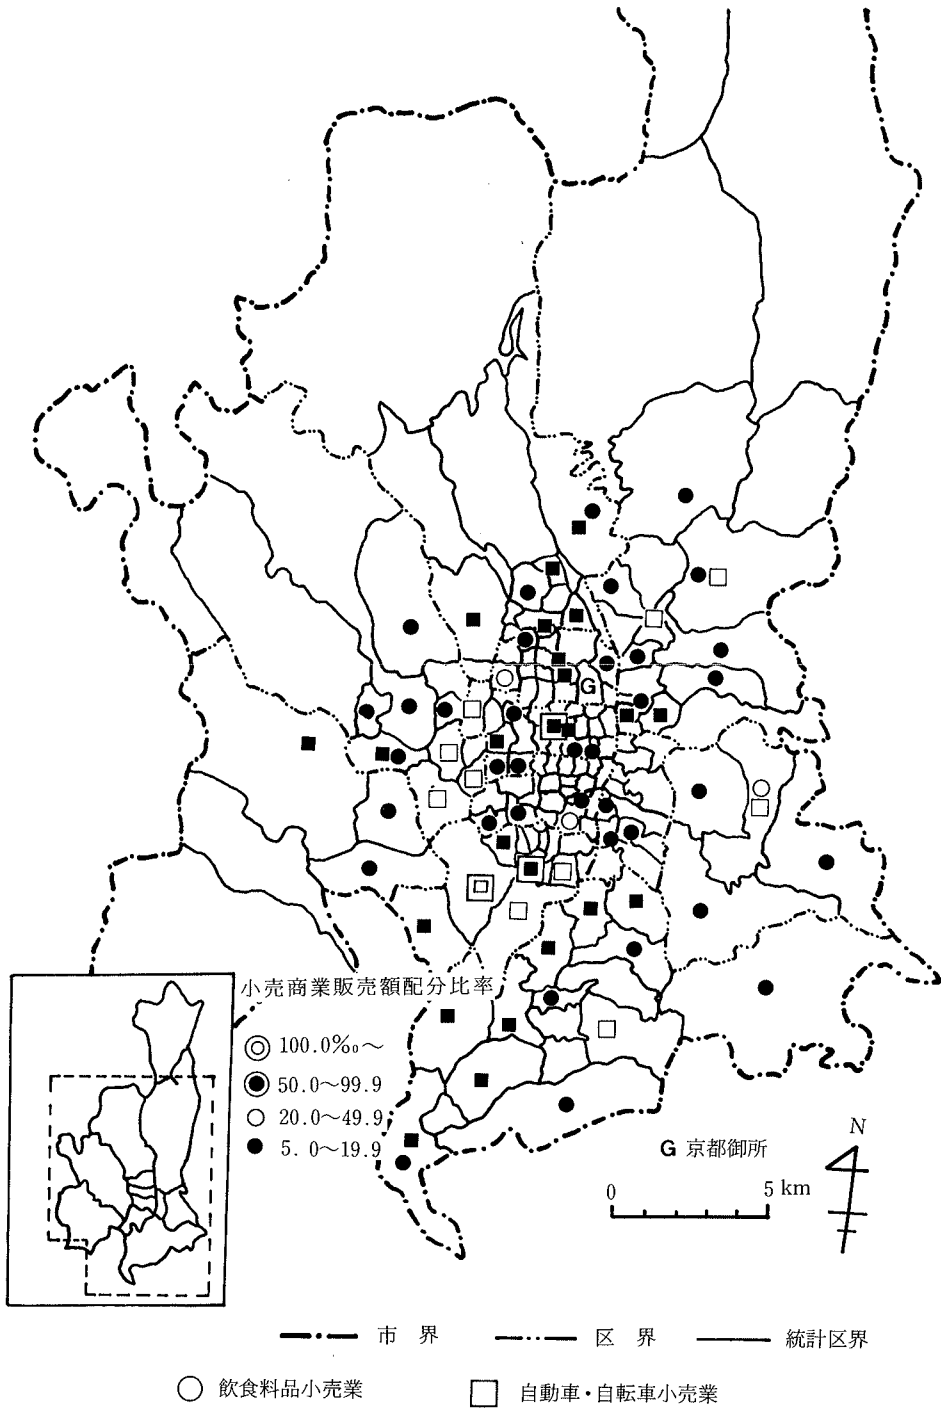 G
小売商業販売額配分比率
100.0‰~
50.0~99.9
20.0~49.9
5.0~19.9
G 京都御所
N
0 5 km
市界 区界 統計区界
飲食料品小売業 自動車・自転車小売業